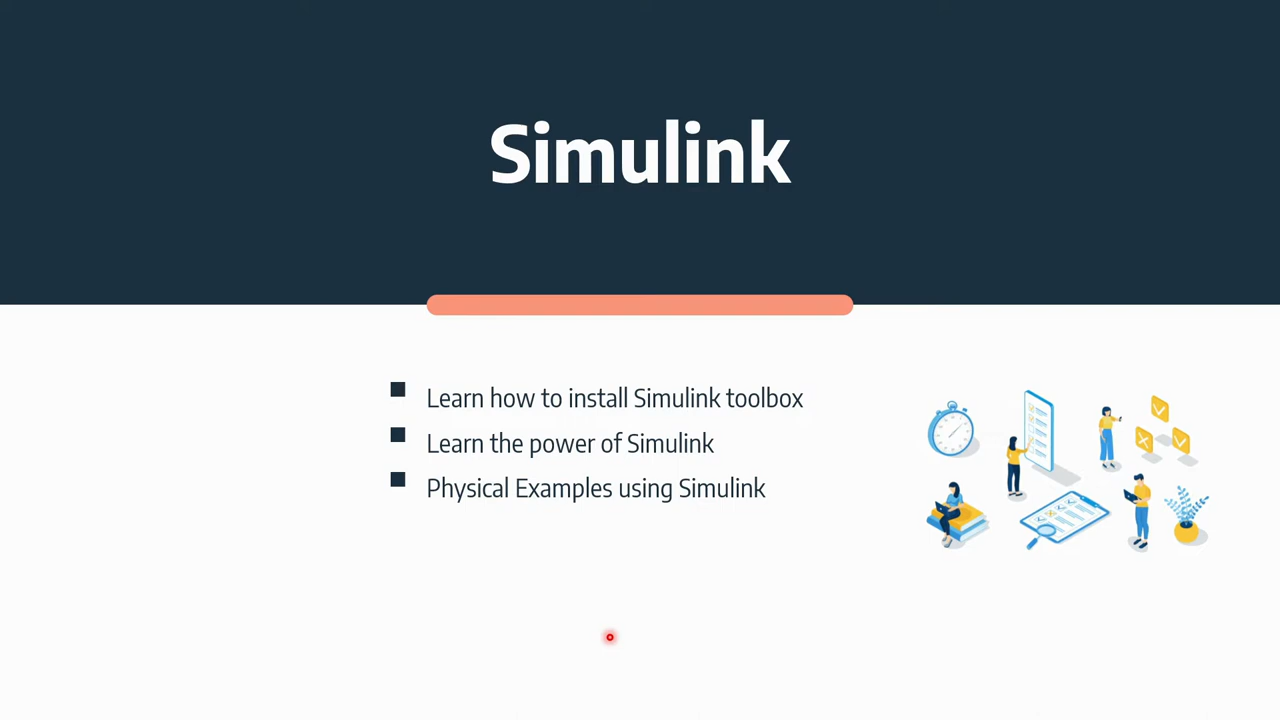 Simulink
Learn how to install Simulink toolbox
Learn the power of Simulink
Physical Examples using Simulink